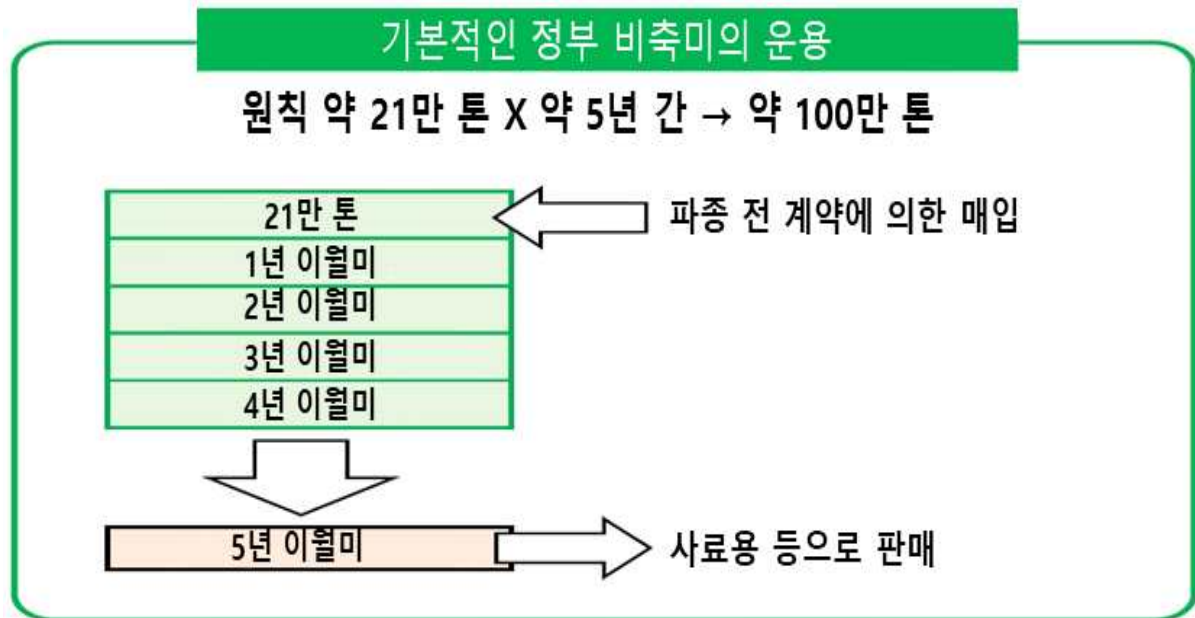 기본적인 정부 비축미의 운용
원칙 약 21만 톤 X 약 5년 간 → 약 100만 톤
21만 톤
파종 전 계약에 의한 매입
1년 이월미
2년 이월미
3년 이월미
4년 이월미
5년 이월미
사료용 등으로 판매